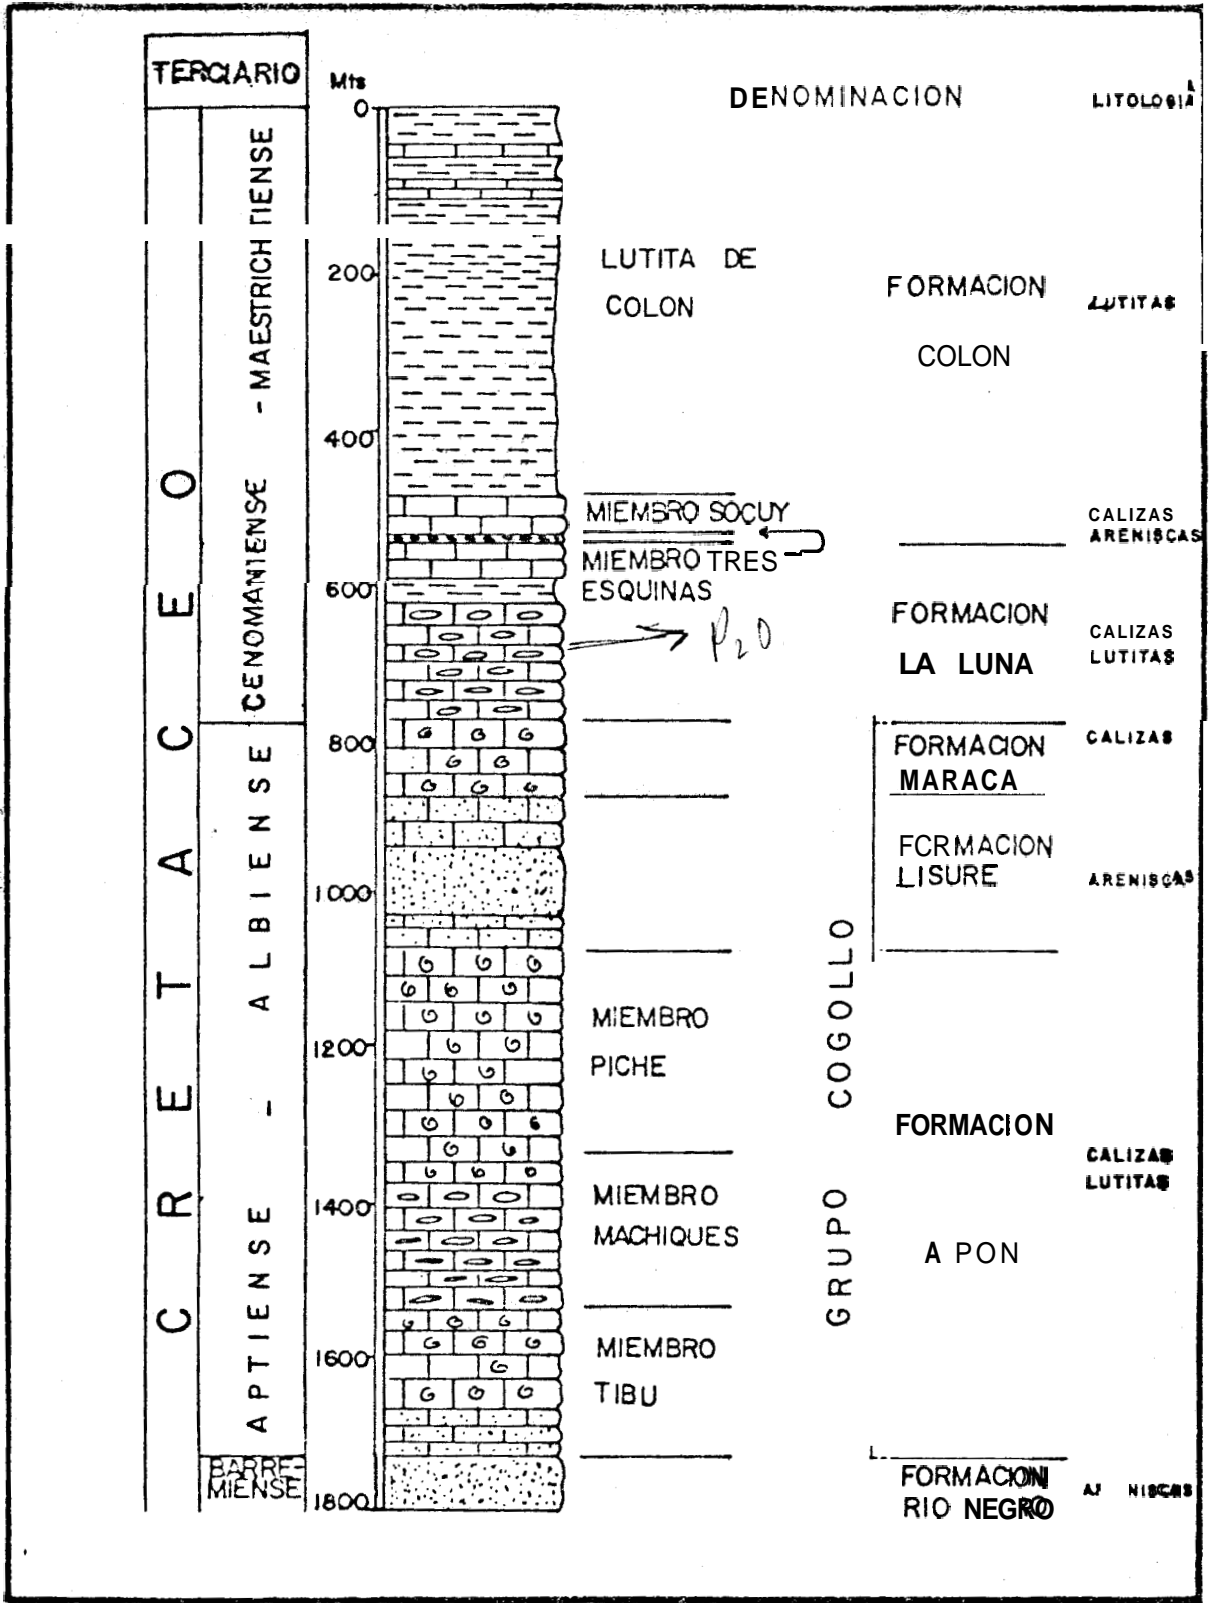 TERCIARIO
Mts
DENOMINACION
LITOLOGIA
0
200
400
600
800
1000
1200
1400
1600
1800
CRETACEO
CENOMANIENSE - MAESTRICHTIENSE
APTIENSE - ALBIENSE
BARRE-
MIENSE
LUTITA DE
COLON
FORMACION
COLON
LUTITAS
MIEMBRO SOCUY
MIEMBRO TRES
ESQUINAS
CALIZAS
ARENISCAS
P2O
FORMACION
LA LUNA
CALIZAS
LUTITAS
FORMACION
MARACA
CALIZAS
FORMACION
LISURE
ARENISCAS
GRUPO COGOLLO
MIEMBRO
PICHE
MIEMBRO
MACHIQUES
MIEMBRO
TIBU
FORMACION
A PON
CALIZAS
LUTITAS
FORMACION
RIO NEGRO